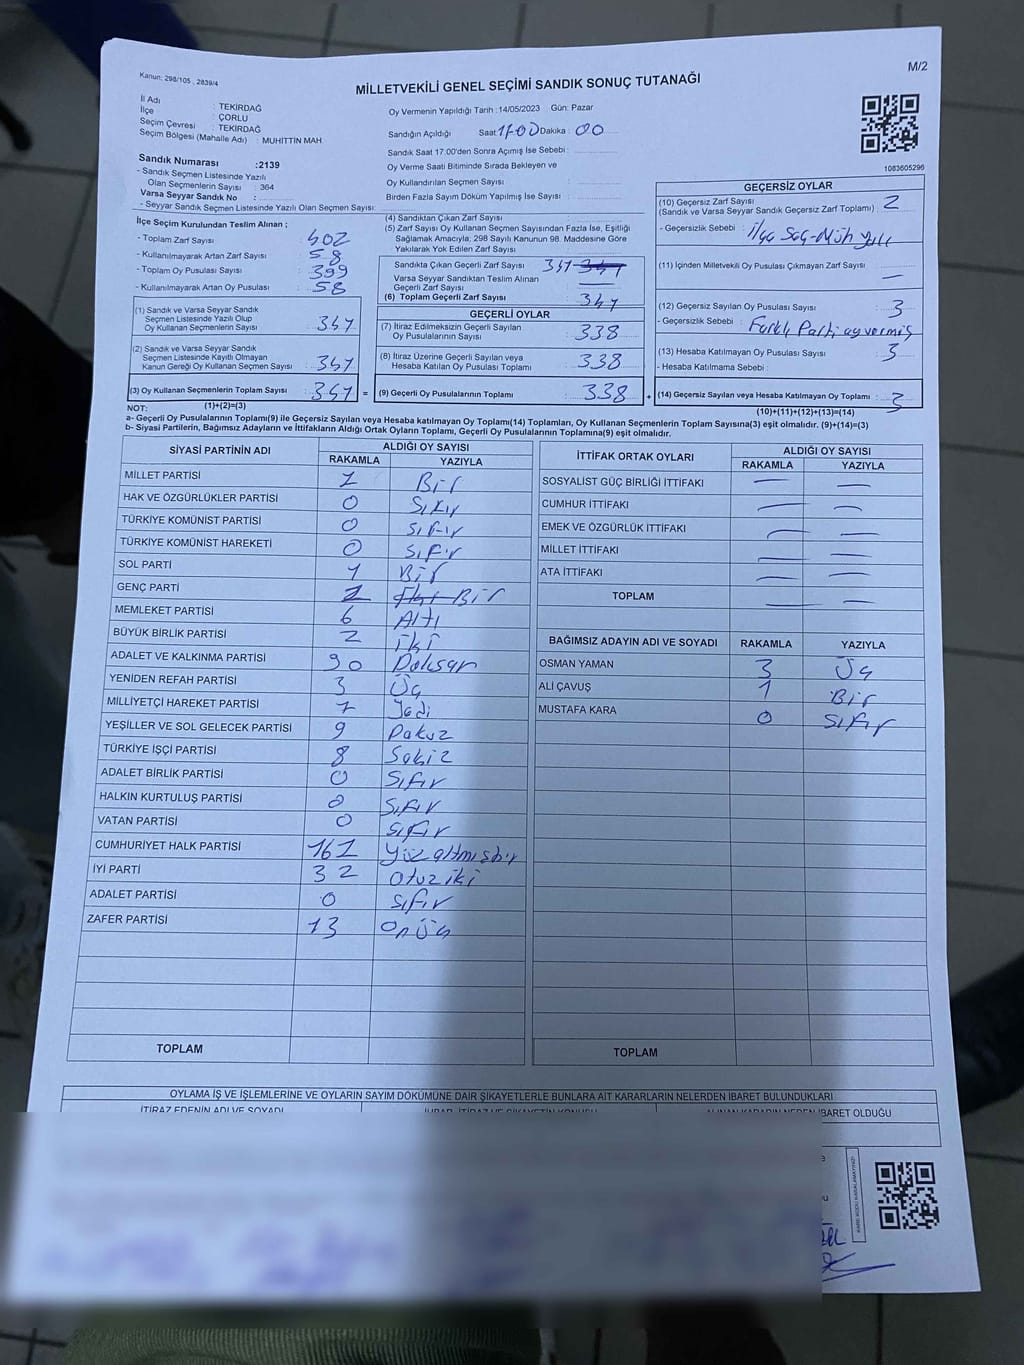 M/2
Kanun: 298/105 , 2839/4
MİLLETVEKİLİ GENEL SEÇİMİ SANDIK SONUÇ TUTANAĞI
İl Adı : TEKİRDAĞ
İlçe : ÇORLU
Seçim Çevresi : TEKİRDAĞ
Seçim Bölgesi (Mahalle Adı) : MUHİTTİN MAH
Sandık Numarası :2139
- Sandık Seçmen Listesinde Yazılı
Olan Seçmenlerin Sayısı : 364
Varsa Seyyar Sandık No :
- Seyyar Sandık Seçmen Listesinde Yazılı Olan Seçmen Sayısı:
Oy Vermenin Yapıldığı Tarih : 14/05/2023 Gün: Pazar
Sandığın Açıldığı Saat 17:00 Dakika : 00
Sandık Saat 17:00'den Sonra Açılmış İse Sebebi :
Oy Verme Saati Bitiminde Sırada Bekleyen ve
Oy Kullandırılan Seçmen Sayısı :
Birden Fazla Sayım Döküm Yapılmış İse Sayısı :
1083605296
İlçe Seçim Kurulundan Teslim Alınan ;
- Toplam Zarf Sayısı : 402
- Kullanılmayarak Artan Zarf Sayısı : 58
- Toplam Oy Pusulası Sayısı : 399
- Kullanılmayarak Artan Oy Pusulası : 58
(1) Sandık ve Varsa Seyyar Sandık
Seçmen Listesinde Yazılı Olup
Oy Kullanan Seçmenlerin Sayısı : 341
(2) Sandık ve Varsa Seyyar Sandık
Seçmen Listesinde Kayıtlı Olmayan
Kanun Gereği Oy Kullanan Seçmen Sayısı : 341
(3) Oy Kullanan Seçmenlerin Toplam Sayısı : 341 =
(1)+(2)=(3)
(4) Sandıktan Çıkan Zarf Sayısı :
(5) Zarf Sayısı Oy Kullanan Seçmen Sayısından Fazla İse, Eşitliği
Sağlamak Amacıyla; 298 Sayılı Kanunun 98. Maddesine Göre
Yakılarak Yok Edilen Zarf Sayısı :
Sandıkta Çıkan Geçerli Zarf Sayısı : 341 341
Varsa Seyyar Sandıktan Teslim Alınan
Geçerli Zarf Sayısı :
(6) Toplam Geçerli Zarf Sayısı : 341
GEÇERLİ OYLAR
(7) İtiraz Edilmeksizin Geçerli Sayılan
Oy Pusulalarının Sayısı : 338
(8) İtiraz Üzerine Geçerli Sayılan veya
Hesaba Katılan Oy Pusulası Toplamı : 338
(9) Geçerli Oy Pusulalarının Toplamı : 338 +
GEÇERSİZ OYLAR
(10) Geçersiz Zarf Sayısı : 2
(Sandık ve Varsa Seyyar Sandık Geçersiz Zarf Toplamı)
- Geçersizlik Sebebi : ilçe Seç-Müh yok
(11) İçinden Milletvekili Oy Pusulası Çıkmayan Zarf Sayısı : —
(12) Geçersiz Sayılan Oy Pusulası Sayısı : 3
- Geçersizlik Sebebi : Farklı Parti oy vermiş
(13) Hesaba Katılmayan Oy Pusulası Sayısı : 3
- Hesaba Katılmama Sebebi :
(14) Geçersiz Sayılan veya Hesaba Katılmayan Oy Toplamı : 3
(10)+(11)+(12)+(13)=(14)
NOT:
a- Geçerli Oy Pusulalarının Toplamı(9) ile Geçersiz Sayılan veya Hesaba Katılmayan Oy Toplam(14) Toplamları, Oy Kullanan Seçmenlerin Toplam Sayısına(3) eşit olmalıdır. (9)+(14)=(3)
b- Siyasi Partilerin, Bağımsız Adayların ve İttifakların Aldığı Ortak Oyların Toplamı, Geçerli Oy Pusulalarının Toplamına(9) eşit olmalıdır.
SİYASİ PARTİNİN ADI ALDIĞI OY SAYISI
RAKAMLA YAZIYLA
MİLLET PARTİSİ 1 Bir
HAK VE ÖZGÜRLÜKLER PARTİSİ 0 Sıfır
TÜRKİYE KOMÜNİST PARTİSİ 0 Sıfır
TÜRKİYE KOMÜNİST HAREKETİ 0 Sıfır
SOL PARTİ 1 Bir
GENÇ PARTİ 1 İki Bir
MEMLEKET PARTİSİ 6 Altı
BÜYÜK BİRLİK PARTİSİ 2 iki
ADALET VE KALKINMA PARTİSİ 90 Doksan
YENİDEN REFAH PARTİSİ 3 Üç
MİLLİYETÇİ HAREKET PARTİSİ 7 Yedi
YEŞİLLER VE SOL GELECEK PARTİSİ 9 Dokuz
TÜRKİYE İŞÇİ PARTİSİ 8 Sekiz
ADALET BİRLİK PARTİSİ 0 Sıfır
HALKIN KURTULUŞ PARTİSİ 0 Sıfır
VATAN PARTİSİ 0 Sıfır
CUMHURİYET HALK PARTİSİ 161 Yüzaltmışbir
İYİ PARTİ 32 Otuziki
ADALET PARTİSİ 0 Sıfır
ZAFER PARTİSİ 13 OnÜç
TOPLAM
İTTİFAK ORTAK OYLARI ALDIĞI OY SAYISI
RAKAMLA YAZIYLA
SOSYALİST GÜÇ BİRLİĞİ İTTİFAKI — —
CUMHUR İTTİFAKI — —
EMEK VE ÖZGÜRLÜK İTTİFAKI — —
MİLLET İTTİFAKI — —
ATA İTTİFAKI — —
TOPLAM — —
BAĞIMSIZ ADAYIN ADI VE SOYADI RAKAMLA YAZIYLA
OSMAN YAMAN 3 Üç
ALİ ÇAVUŞ 1 Bir
MUSTAFA KARA 0 Sıfır
TOPLAM
OYLAMA İŞ VE İŞLEMLERİNE VE OYLARIN SAYIM DÖKÜMÜNE DAİR ŞİKAYETLERLE BUNLARA AİT KARARLARIN NELERDEN İBARET BULUNDUKLARI
İTİRAZ EDENİN ADI VE SOYADI
İBARET OLDUĞU